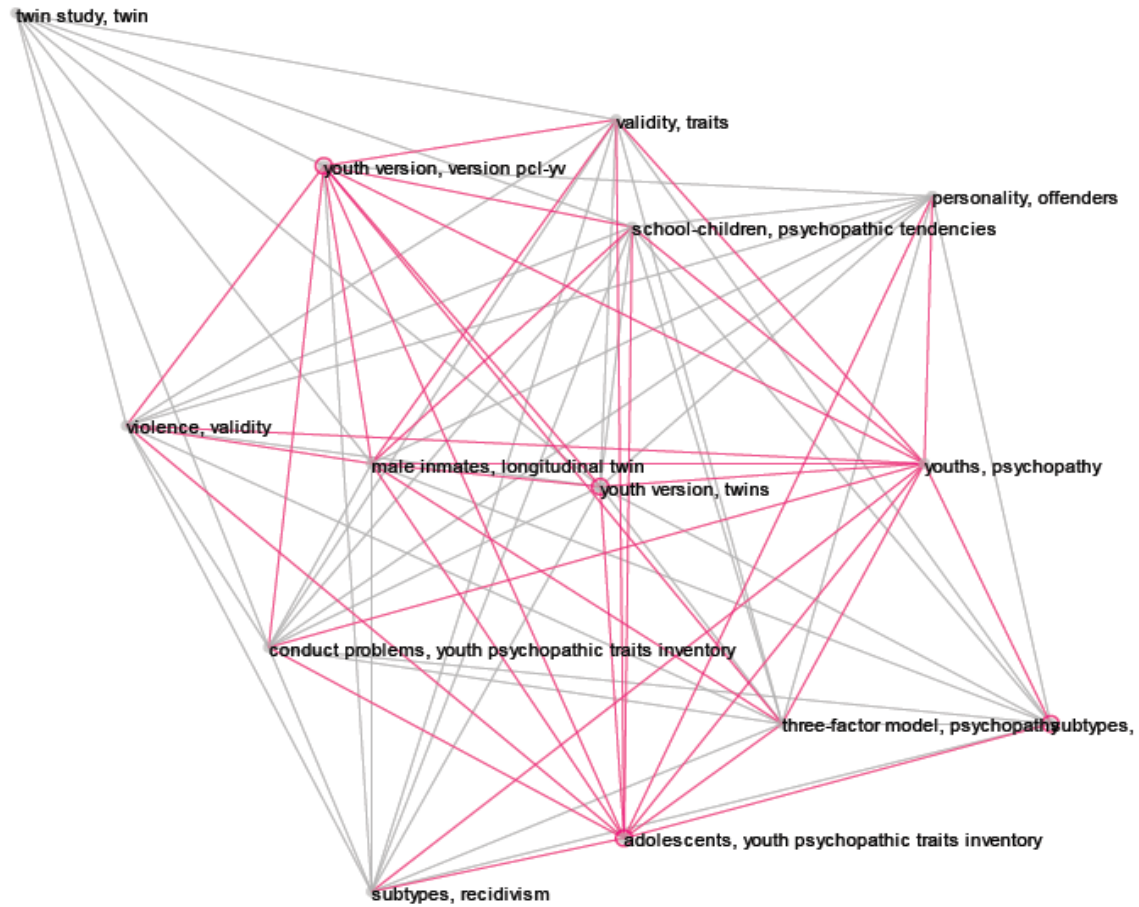 twin study, twin
validity, traits
youth version, version pcl-yv
personality, offenders
school-children, psychopathic tendencies
violence, validity
male inmates, longitudinal twin
youths, psychopathy
youth version, twins
conduct problems, youth psychopathic traits inventory
three-factor model, psychopathy
subtypes,
adolescents, youth psychopathic traits inventory
subtypes, recidivism